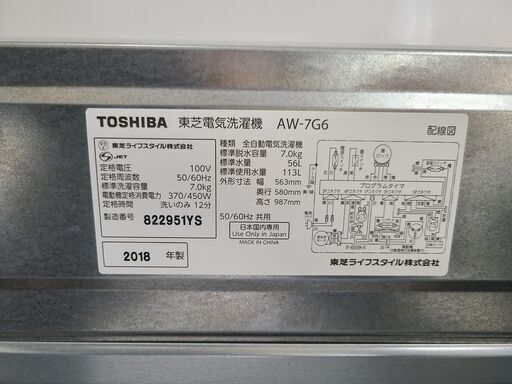 TOSHIBA 東芝電気洗濯機 AW-7G6
配線図
東芝ライフスタイル株式会社
JET
定格電圧 100V
定格周波数 50/60Hz
標準洗濯容量 7.0kg
電動機定格消費電力 370/450W
定格時間 洗いのみ 12分
製造番号 822951YS
2018 年製
種類 全自動電気洗濯機
標準脱水容量 7.0kg
標準水量 56L
標準使用水量 113L
外形寸法 幅 563mm
奥行 580mm
高さ 987mm
50/60Hz 共用
日本国内専用
Use Only in Japan
MADE IN CHINA
プログラムタイマ
東芝ライフスタイル株式会社